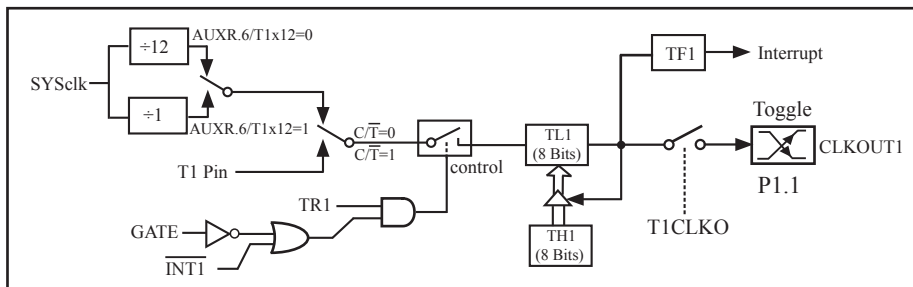 AUXR.6/T1x12=0
÷12
SYSclk
÷1
AUXR.6/T1x12=1
C/T̅=0
C/T̅=1
T1 Pin
control
TR1
GATE
I̅N̅T̅1̅
TL1
(8 Bits)
TH1
(8 Bits)
TF1
Interrupt
Toggle
CLKOUT1
P1.1
T1CLKO